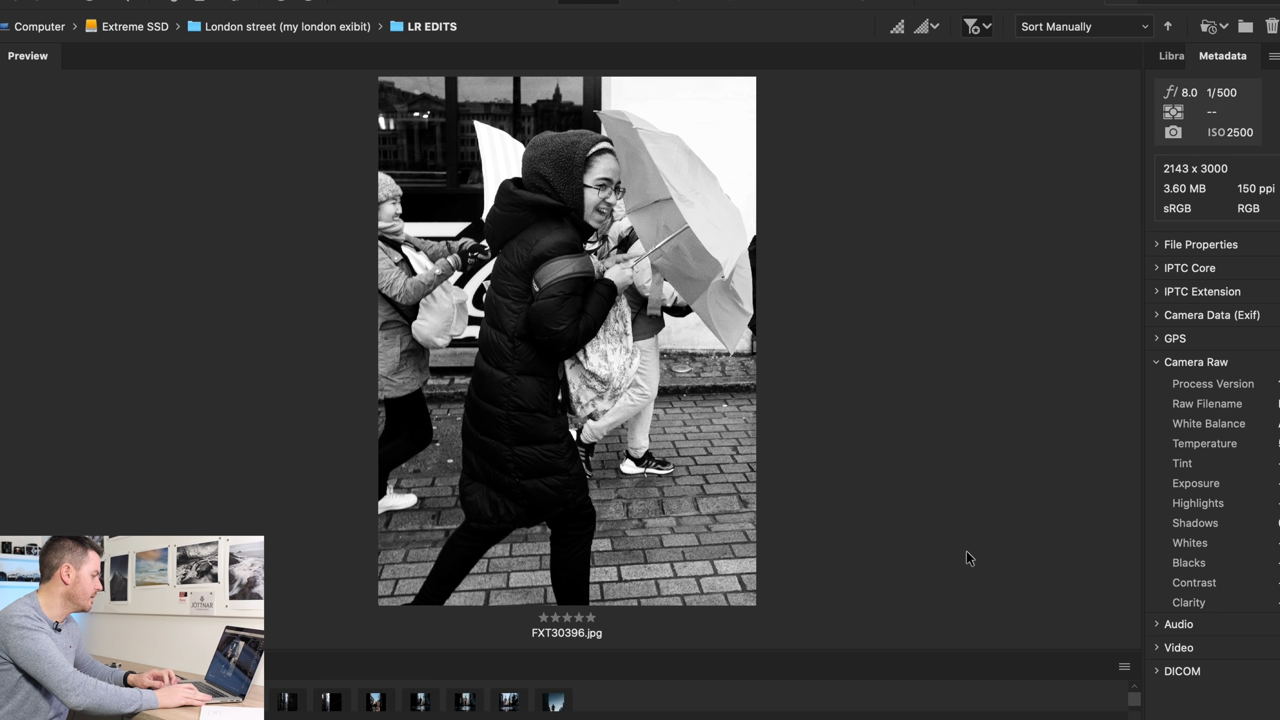 Computer > Extreme SSD > London street (my london exibit) > LR EDITS
Sort Manually
Preview
Libra
Metadata
f/ 8.0 1/500
--
ISO 2500
2143 x 3000
3.60 MB 150 ppi
sRGB RGB
File Properties
IPTC Core
IPTC Extension
Camera Data (Exif)
GPS
Camera Raw
Process Version
Raw Filename
White Balance
Temperature
Tint
Exposure
Highlights
Shadows
Whites
Blacks
Contrast
Clarity
Audio
Video
DICOM
FXT30396.jpg
JÖTTNAR